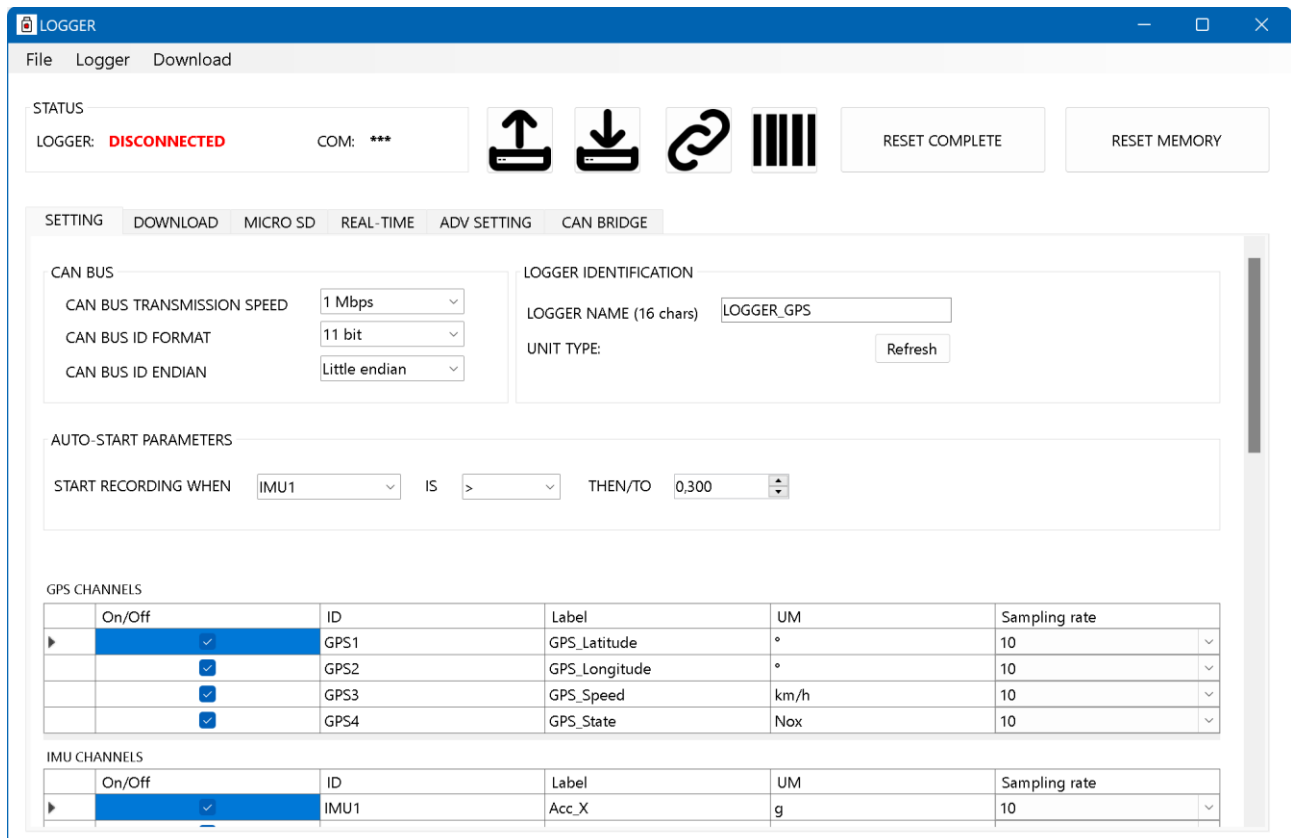 LOGGER
File Logger Download
STATUS
LOGGER: DISCONNECTED COM: ***
RESET COMPLETE
RESET MEMORY
SETTING DOWNLOAD MICRO SD REAL-TIME ADV SETTING CAN BRIDGE
CAN BUS
CAN BUS TRANSMISSION SPEED 1 Mbps
CAN BUS ID FORMAT 11 bit
CAN BUS ID ENDIAN Little endian
LOGGER IDENTIFICATION
LOGGER NAME (16 chars) LOGGER_GPS
UNIT TYPE: Refresh
AUTO-START PARAMETERS
START RECORDING WHEN IMU1 IS > THEN/TO 0,300
GPS CHANNELS
On/Off ID Label UM Sampling rate
GPS1 GPS_Latitude ° 10
GPS2 GPS_Longitude ° 10
GPS3 GPS_Speed km/h 10
GPS4 GPS_State Nox 10
IMU CHANNELS
On/Off ID Label UM Sampling rate
IMU1 Acc_X g 10